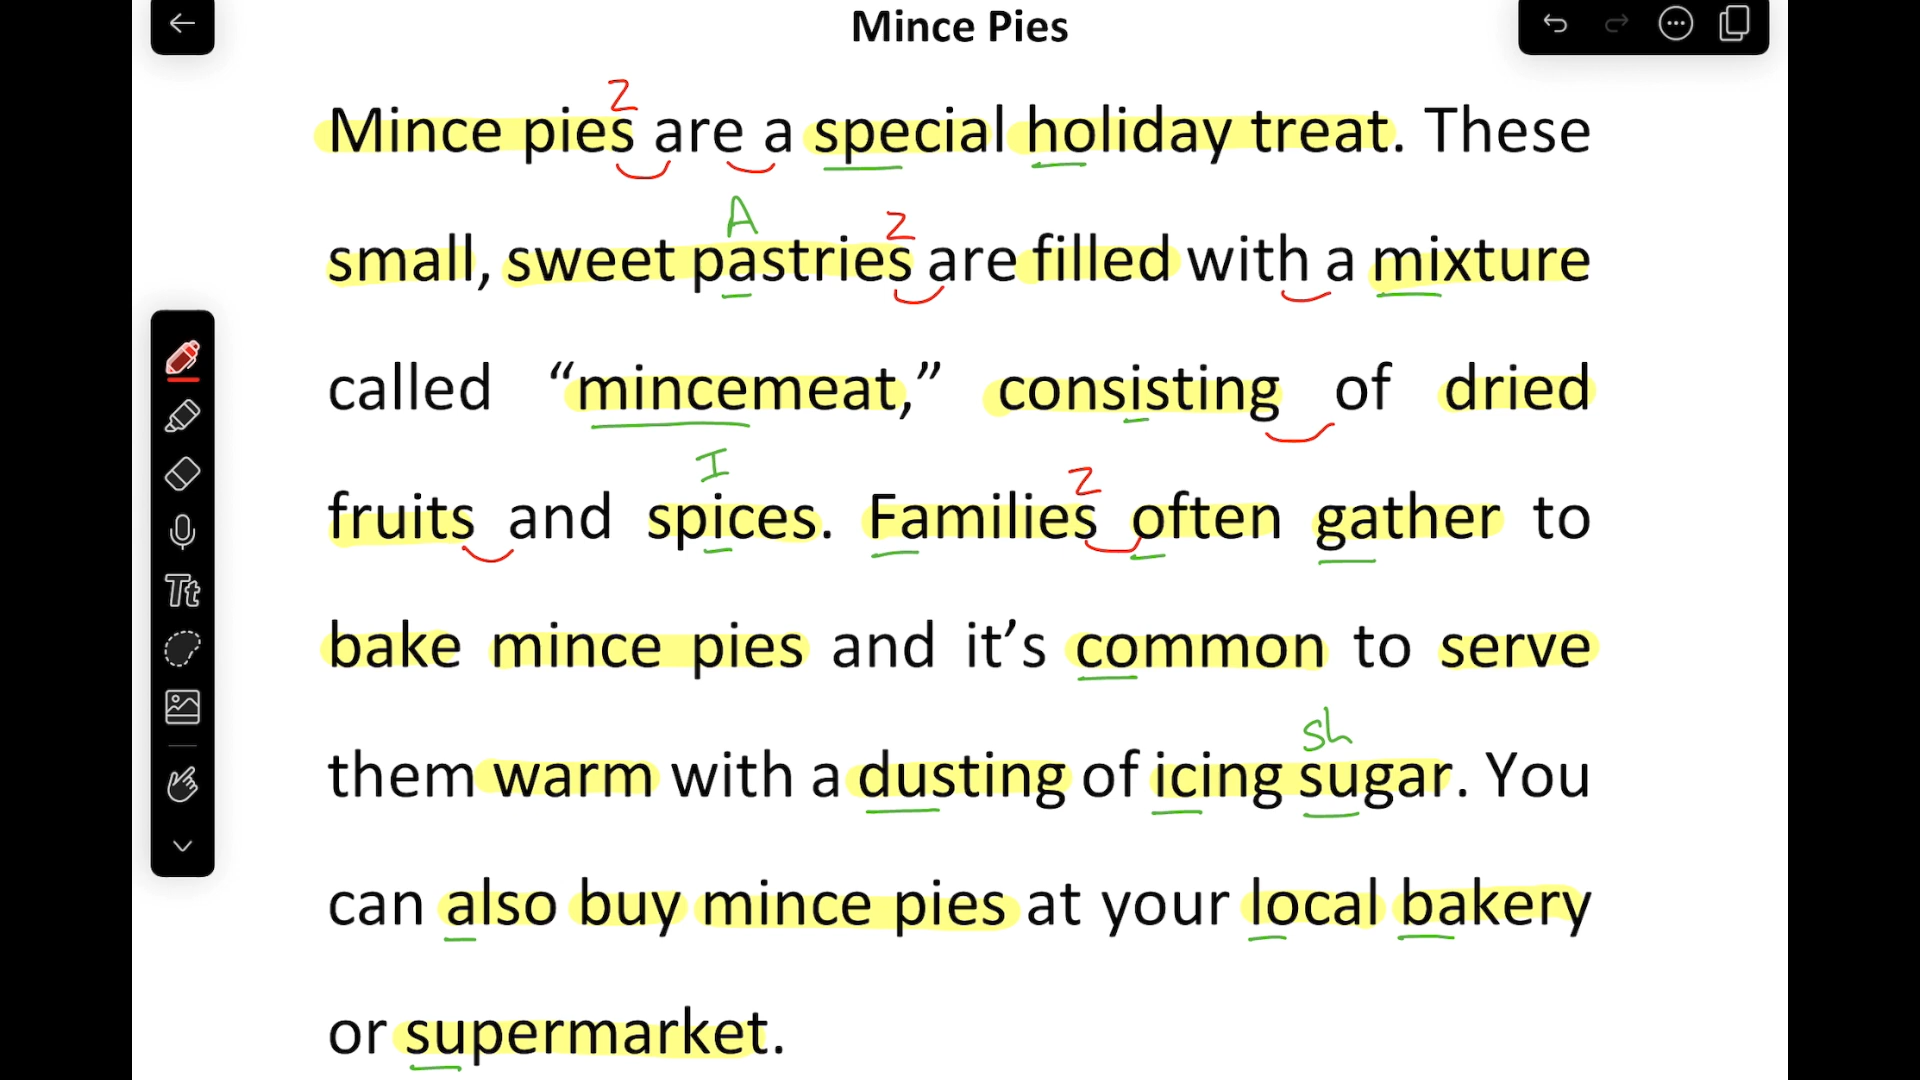 Mince Pies
Z
Mince pies are a special holiday treat. These
A Z
small, sweet pastries are filled with a mixture
called “mincemeat,” consisting of dried
I Z
fruits and spices. Families often gather to
bake mince pies and it’s common to serve
sh
them warm with a dusting of icing sugar. You
can also buy mince pies at your local bakery
or supermarket.
Tt